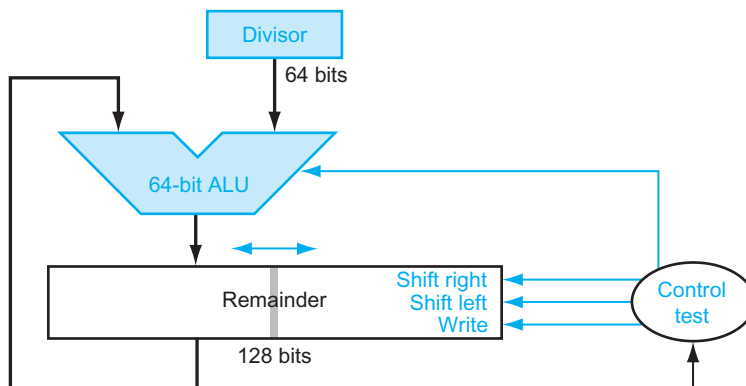 Divisor
64 bits
64-bit ALU
Shift right
Remainder
Shift left
Write
Control
test
128 bits